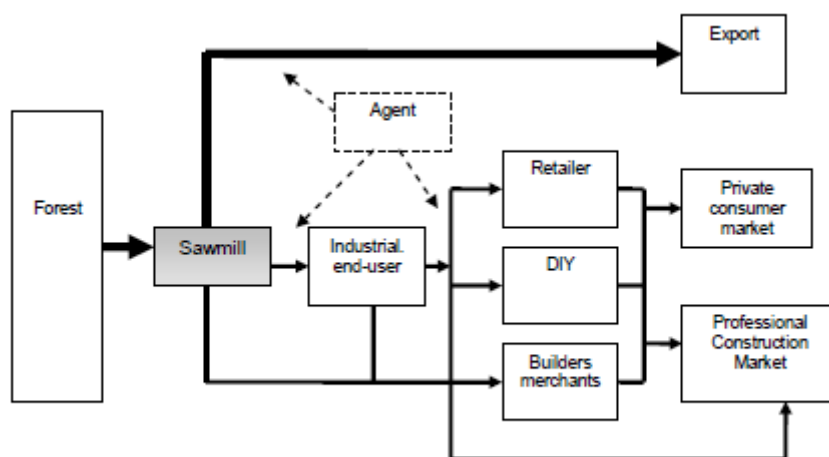 Export
Agent
Forest
Sawmill
Industrial.
end-user
Retailer
DIY
Builders
merchants
Private
consumer
market
Professional
Construction
Market